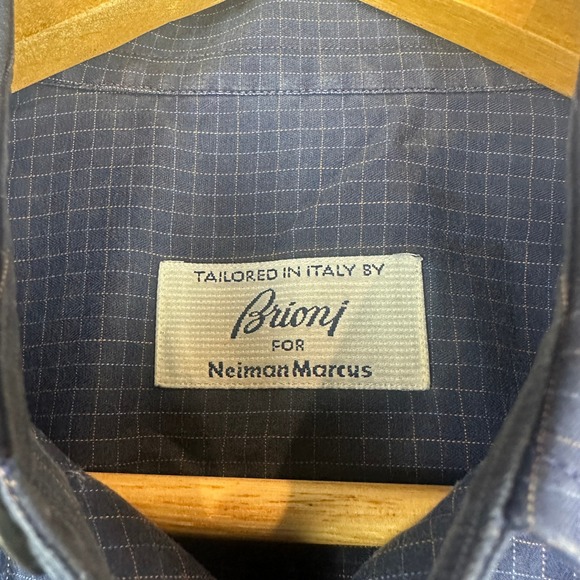 TAILORED IN ITALY BY
Brioni
FOR
Neiman Marcus